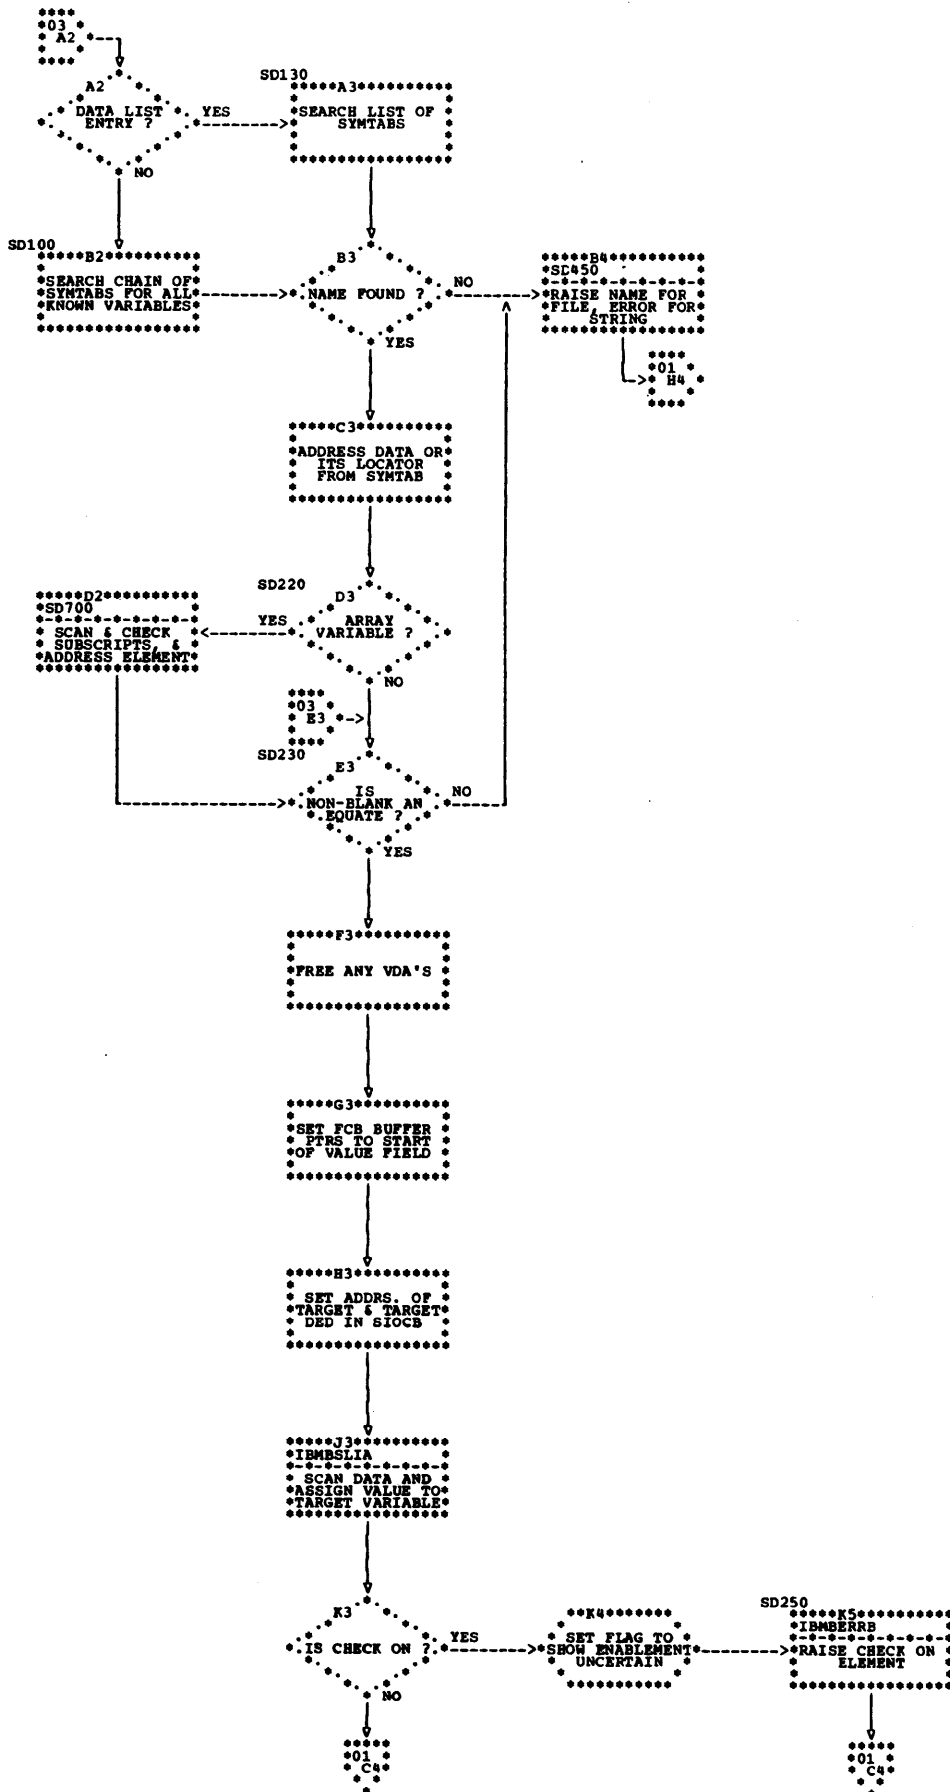 03
A2
SD130
A2
DATA LIST
ENTRY ?
YES
NO
A3
SEARCH LIST OF
SYMTABS
SD100
B2
SEARCH CHAIN OF
SYMTABS FOR ALL
KNOWN VARIABLES
B3
NAME FOUND ?
NO
YES
B4
SD450
RAISE NAME FOR
FILE, ERROR FOR
STRING
01
H4
C3
ADDRESS DATA OR
ITS LOCATOR
FROM SYMTAB
SD220
D3
ARRAY
VARIABLE ?
YES
NO
D2
SD700
SCAN & CHECK
SUBSCRIPTS, &
ADDRESS ELEMENT
03
E3
SD230
E3
IS
NON-BLANK AN
EQUATE ?
NO
YES
F3
FREE ANY VDA'S
G3
SET FCB BUFFER
PTRS TO START
OF VALUE FIELD
H3
SET ADDRS. OF
TARGET & TARGET
DED IN SIOCB
J3
IBMBSLIA
SCAN DATA AND
ASSIGN VALUE TO
TARGET VARIABLE
K3
IS CHECK ON ?
YES
NO
K4
SET FLAG TO
SHOW ENABLEMENT
UNCERTAIN
SD250
K5
IBMBERRB
RAISE CHECK ON
ELEMENT
01
C4
01
C4